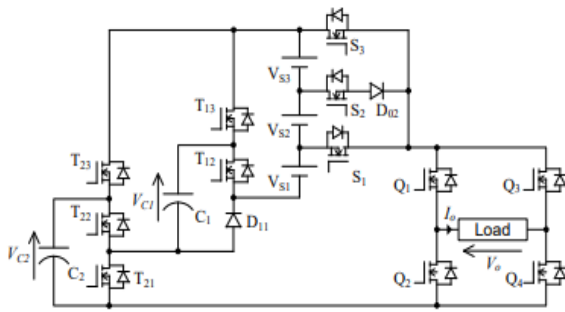 S3
VS3
T13
S2
D02
VS2
T12
T23
VS1
S1
Q1
Q3
VC1
C1
Io
Load
T22
D11
VC2
Vo
C2
T21
Q2
Q4